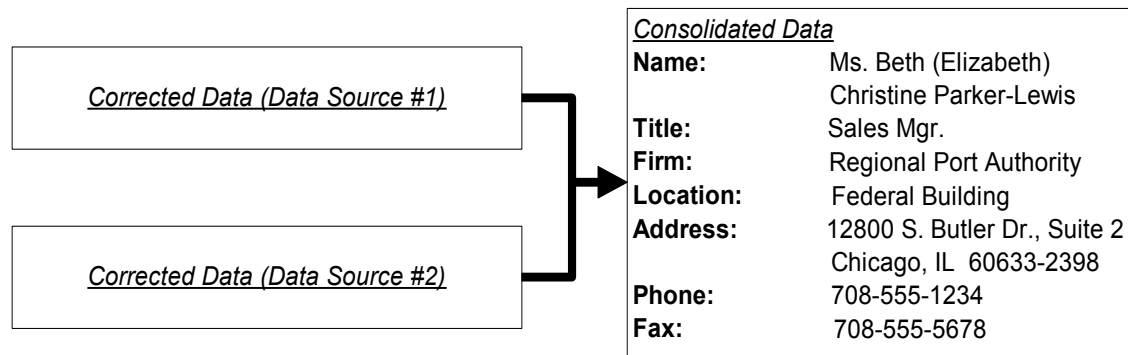 Corrected Data (Data Source #1)
Corrected Data (Data Source #2)
Consolidated Data
Name: Ms. Beth (Elizabeth)
Christine Parker-Lewis
Title: Sales Mgr.
Firm: Regional Port Authority
Location: Federal Building
Address: 12800 S. Butler Dr., Suite 2
Chicago, IL 60633-2398
Phone: 708-555-1234
Fax: 708-555-5678